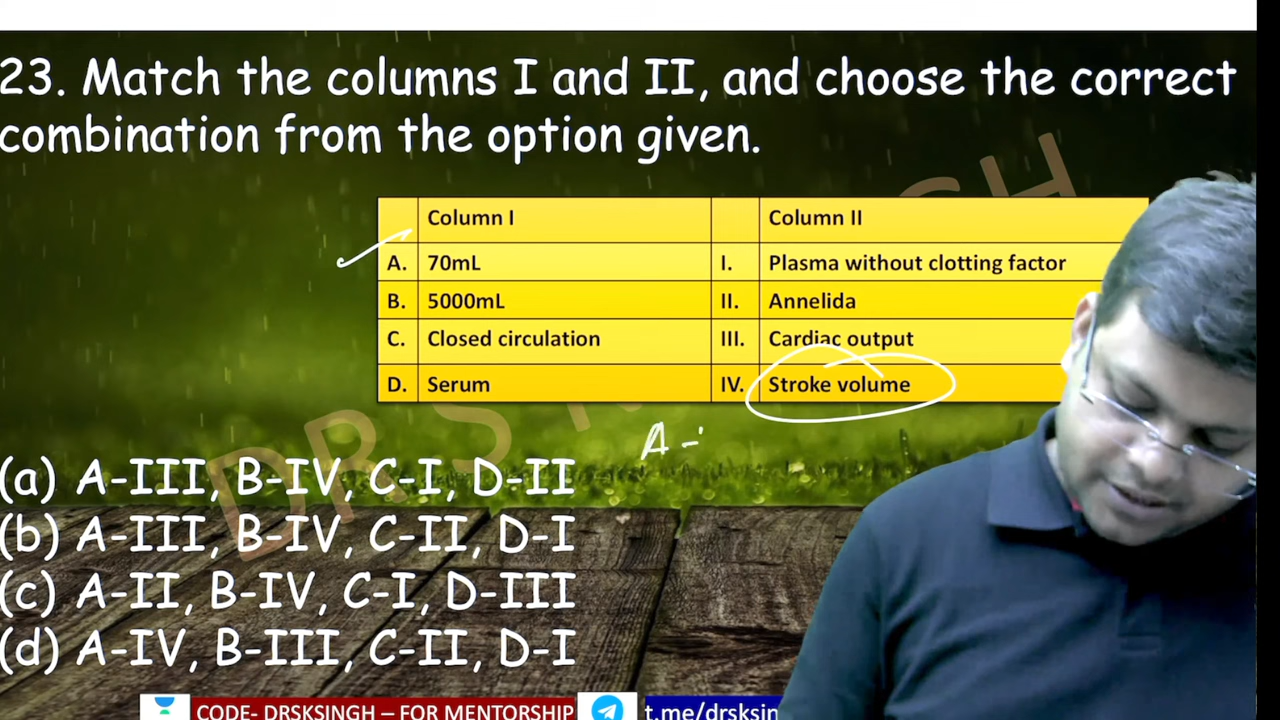 23. Match the columns I and II, and choose the correct
combination from the option given.
Column I Column II
A. 70mL I. Plasma without clotting factor
B. 5000mL II. Annelida
C. Closed circulation III. Cardiac output
D. Serum IV. Stroke volume
A -
(a) A-III, B-IV, C-I, D-II
(b) A-III, B-IV, C-II, D-I
(c) A-II, B-IV, C-I, D-III
(d) A-IV, B-III, C-II, D-I
CODE- DRSKSINGH – FOR MENTORSHIP t.me/drsksin